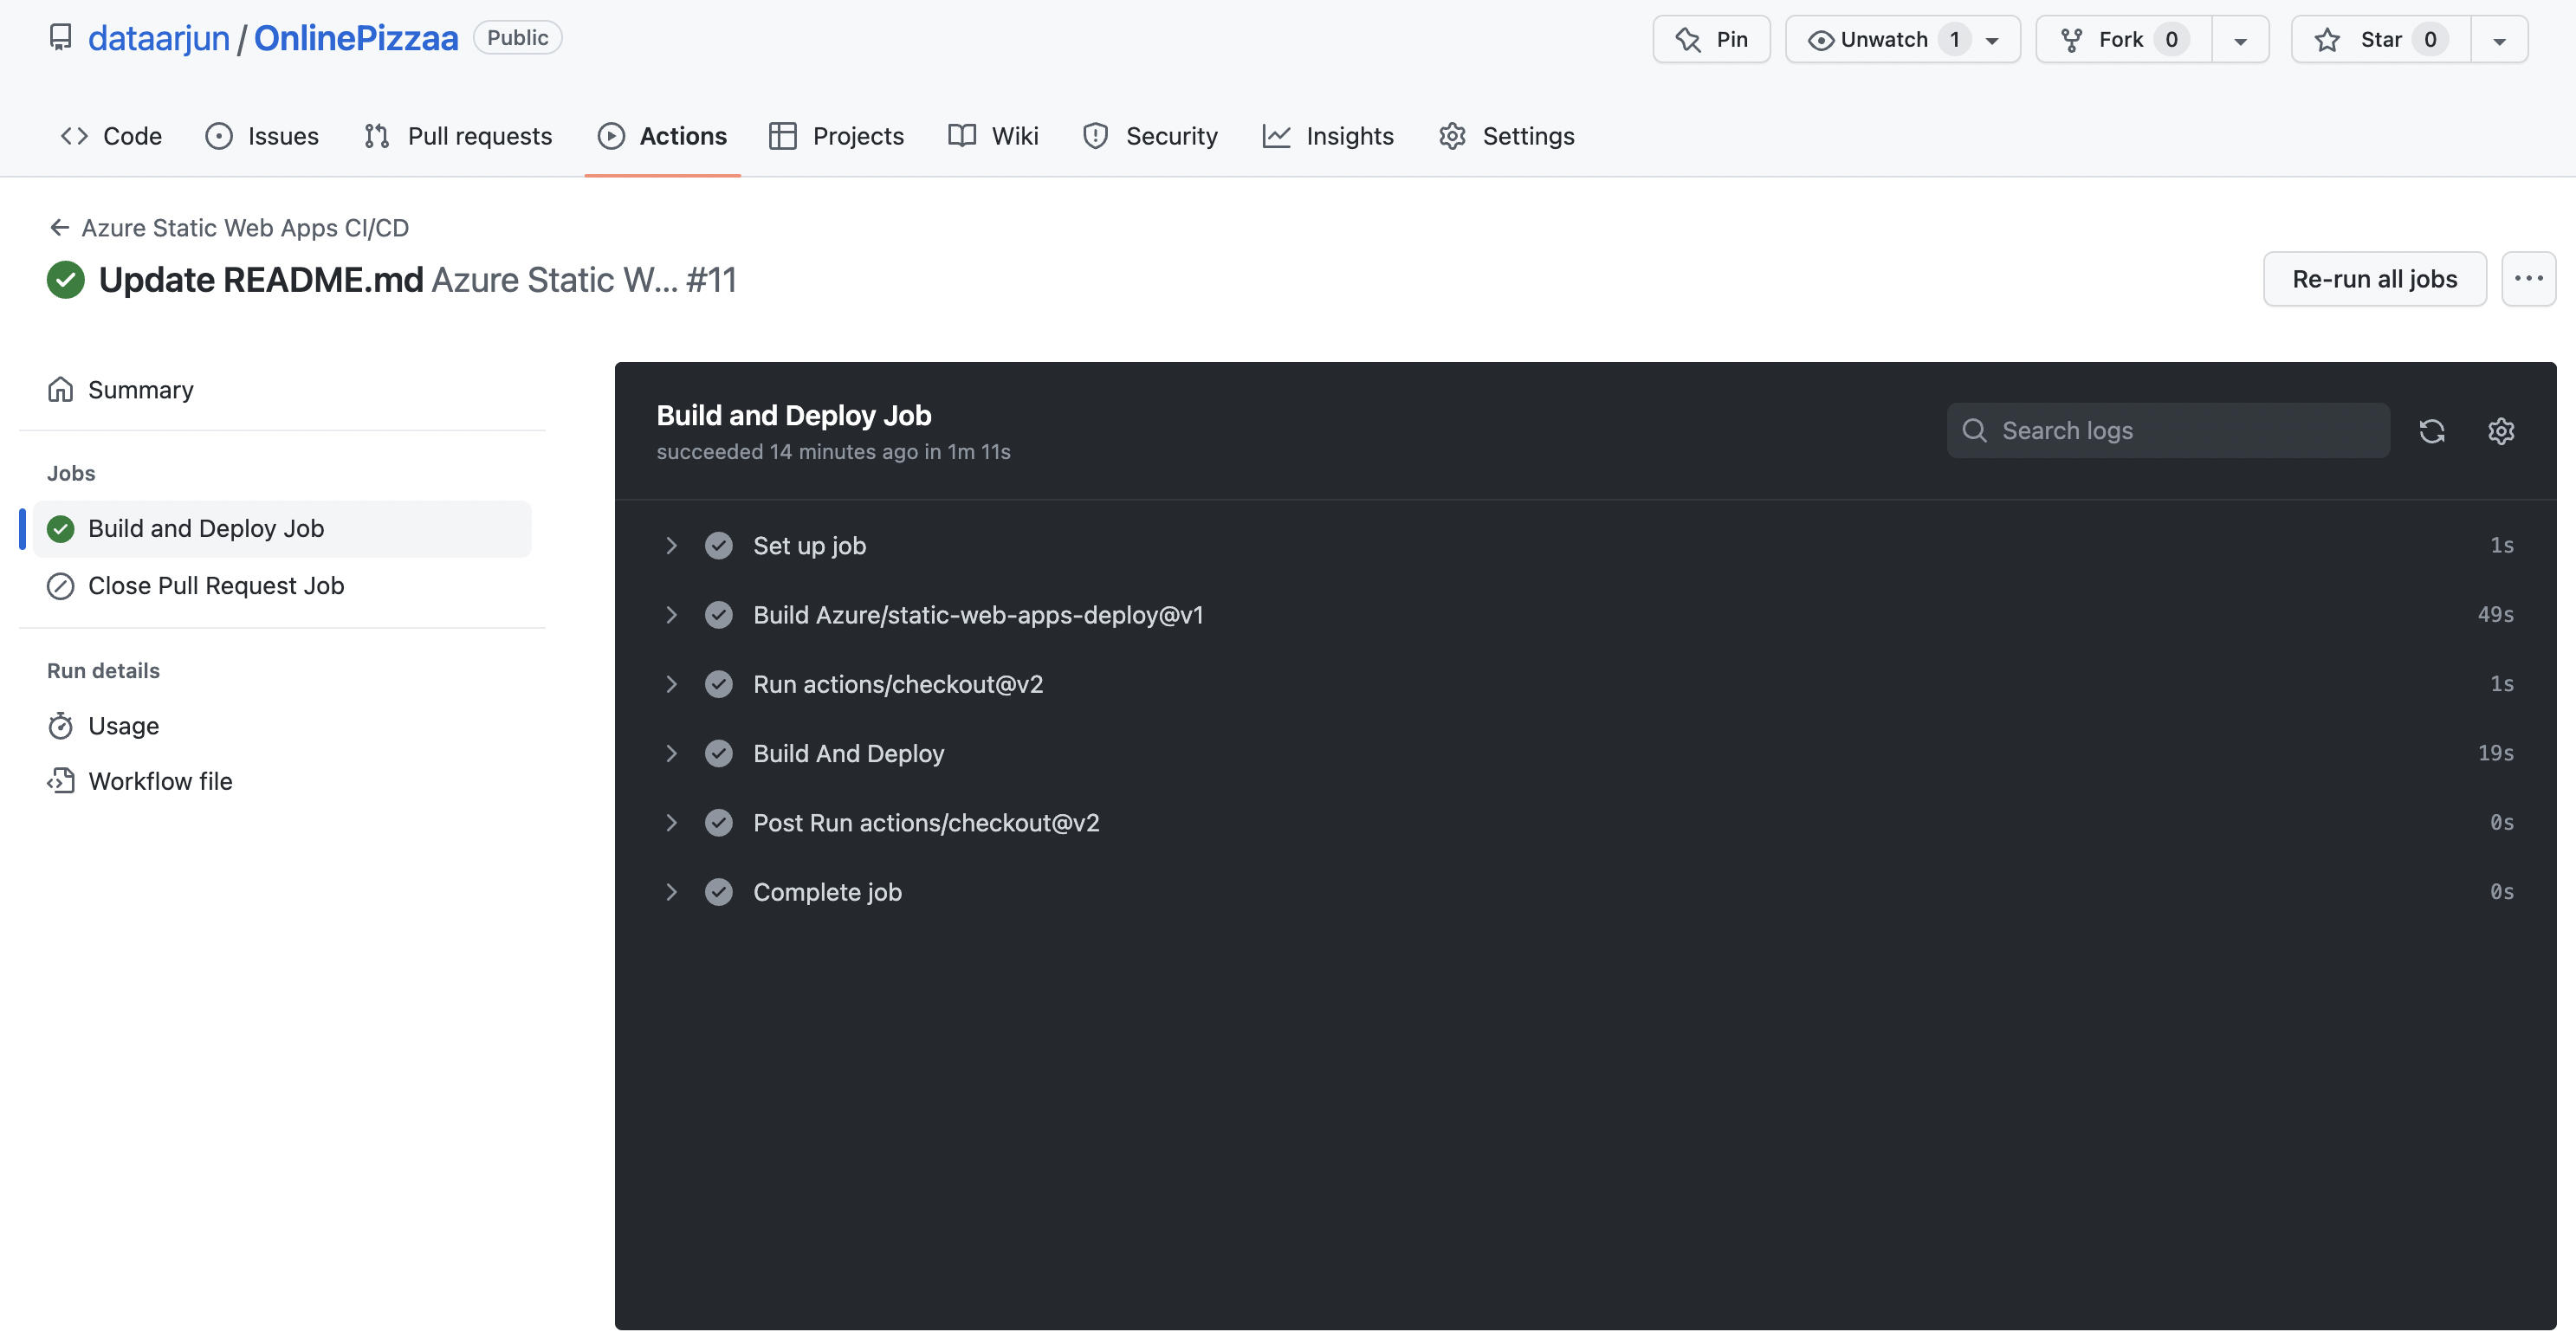 dataarjun / OnlinePizzaa Public
Pin Unwatch 1 Fork 0 Star 0
Code Issues Pull requests Actions Projects Wiki Security Insights Settings
Azure Static Web Apps CI/CD
Update README.md Azure Static W... #11
Re-run all jobs
Summary
Jobs
Build and Deploy Job
Close Pull Request Job
Run details
Usage
Workflow file
Build and Deploy Job
succeeded 14 minutes ago in 1m 11s
Search logs
Set up job 1s
Build Azure/static-web-apps-deploy@v1 49s
Run actions/checkout@v2 1s
Build And Deploy 19s
Post Run actions/checkout@v2 0s
Complete job 0s